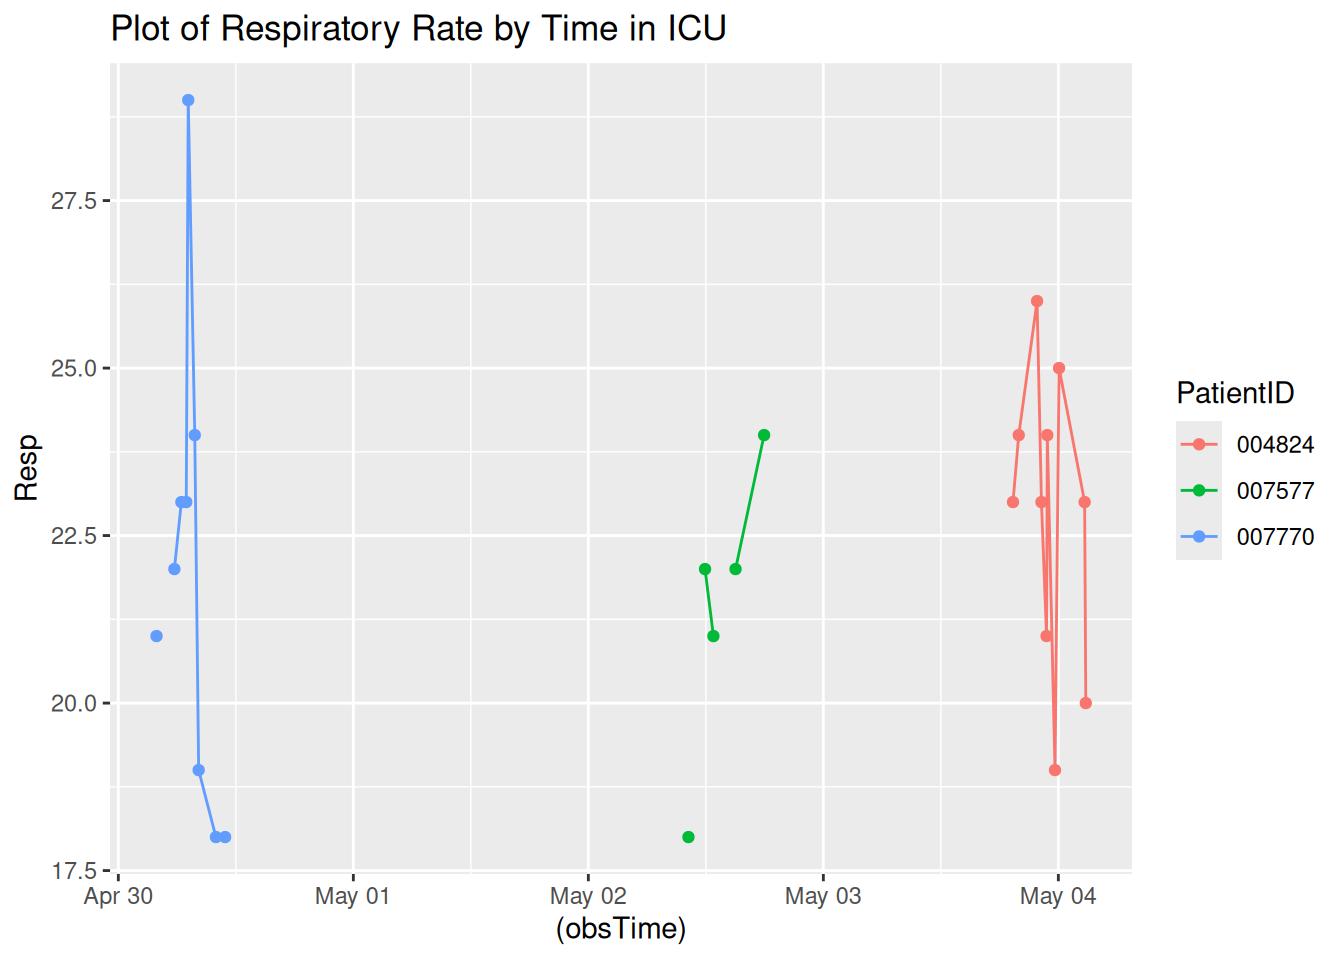 Plot of Respiratory Rate by Time in ICU
27.5
25.0
22.5
20.0
17.5
Resp
Apr 30 May 01 May 02 May 03 May 04
(obsTime)
PatientID
004824
007577
007770